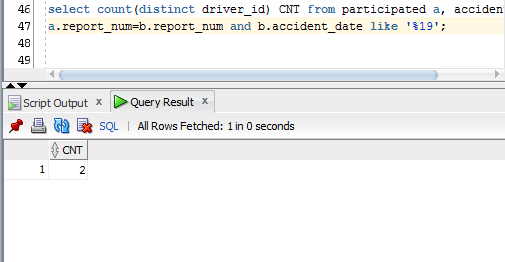 46 select count(distinct driver_id) CNT from participated a, acciden
47 a.report_num=b.report_num and b.accident_date like '%19';
48
49
Script Output x Query Result x
SQL | All Rows Fetched: 1 in 0 seconds
CNT
1 2